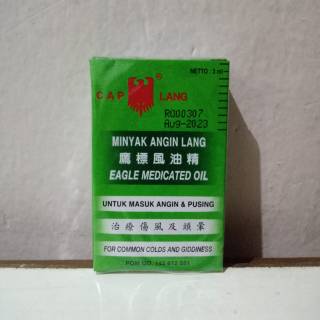 NETTO : 3 ml
CAP LANG
R000307
Aug-2023
MINYAK ANGIN LANG
鷹標風油精
EAGLE MEDICATED OIL
UNTUK MASUK ANGIN & PUSING
治療傷風及頭暈
FOR COMMON COLDS AND GIDDINESS